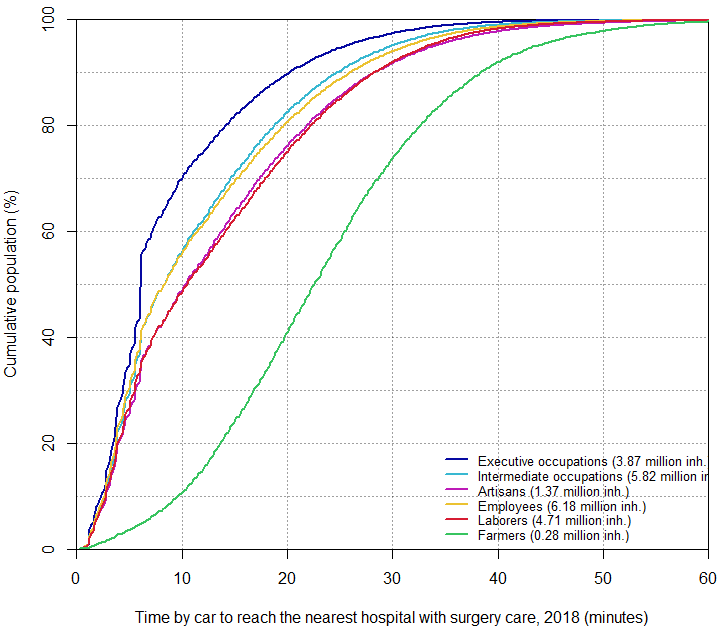 Cumulative population (%)
100
80
60
40
20
0
Executive occupations (3.87 million inh.
Intermediate occupations (5.82 million in
Artisans (1.37 million inh.)
Employees (6.18 million inh.)
Laborers (4.71 million inh.)
Farmers (0.28 million inh.)
0 10 20 30 40 50 60
Time by car to reach the nearest hospital with surgery care, 2018 (minutes)